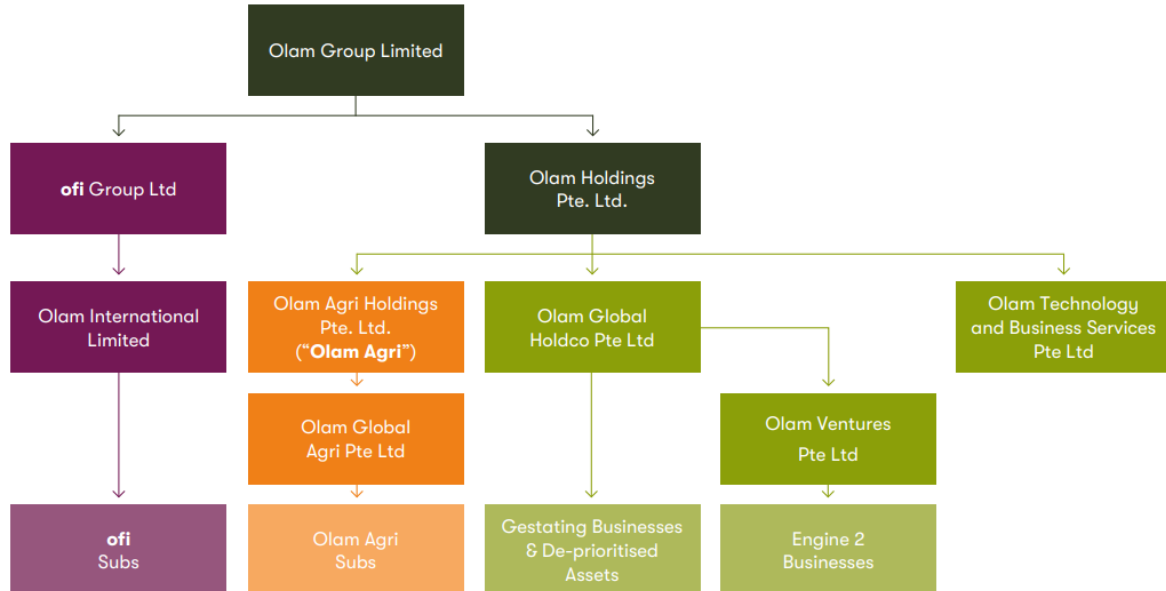 Olam Group Limited
ofi Group Ltd
Olam Holdings
Pte. Ltd.
Olam International
Limited
Olam Agri Holdings
Pte. Ltd.
(“Olam Agri”)
Olam Global
Holdco Pte Ltd
Olam Technology
and Business Services
Pte Ltd
Olam Global
Agri Pte Ltd
Olam Ventures
Pte Ltd
ofi
Subs
Olam Agri
Subs
Gestating Businesses
& De-prioritised
Assets
Engine 2
Businesses